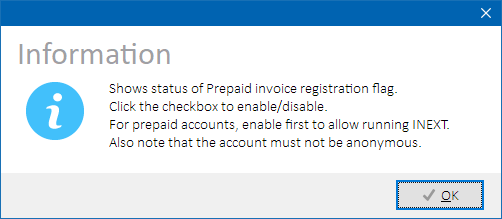 Information
Shows status of Prepaid invoice registration flag.
Click the checkbox to enable/disable.
For prepaid accounts, enable first to allow running INEXT.
Also note that the account must not be anonymous.
OK